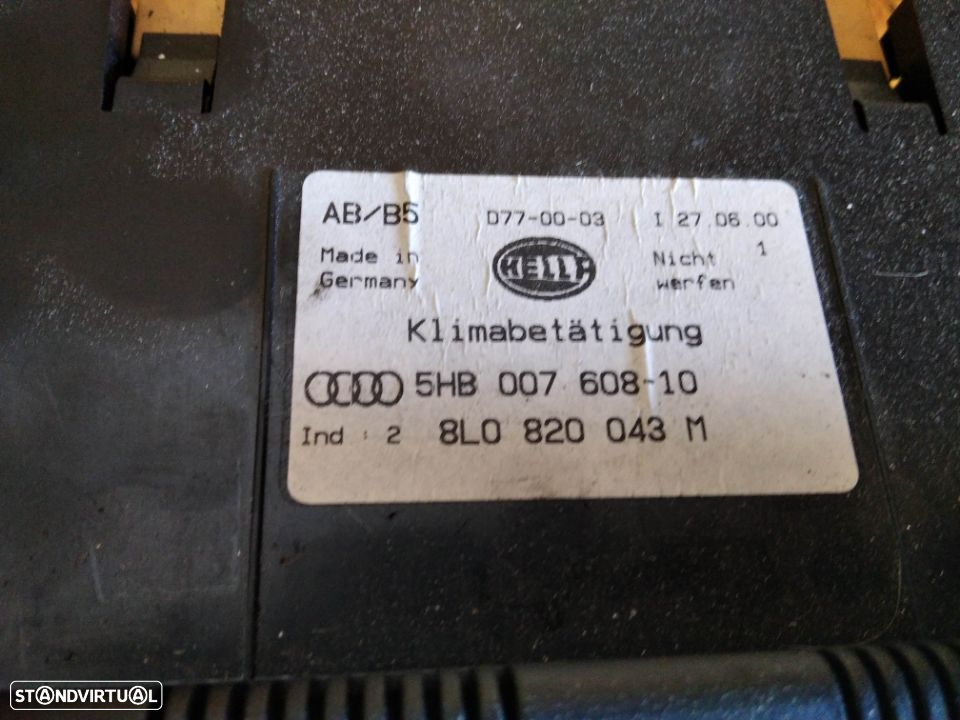 AB/B5 D77-00-03 I 27.06.00
Made in Germany
HELLA
Nicht werfen 1
Klimabetätigung
5HB 007 608-10
Ind : 2 8L0 820 043 M
STANDVIRTUAL